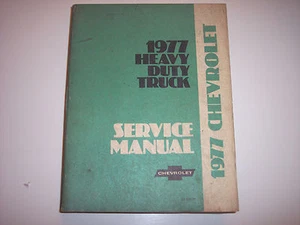 1977
HEAVY
DUTY
TRUCK
SERVICE
MANUAL
CHEVROLET
1977 CHEVROLET